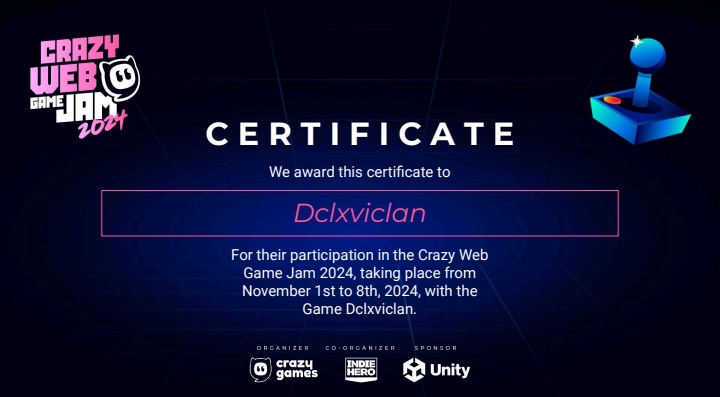 CRAZY
WEB
GAME JAM
2024
CERTIFICATE
We award this certificate to
Dclxviclan
For their participation in the Crazy Web
Game Jam 2024, taking place from
November 1st to 8th, 2024, with the
Game Dclxviclan.
ORGANIZER CO-ORGANIZER SPONSOR
crazy games INDIE HERO Unity